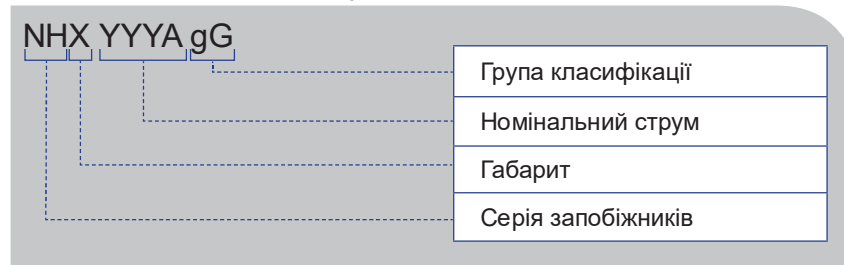 NHX YYYA gG
Група класифікації
Номінальний струм
Габарит
Серія запобіжників